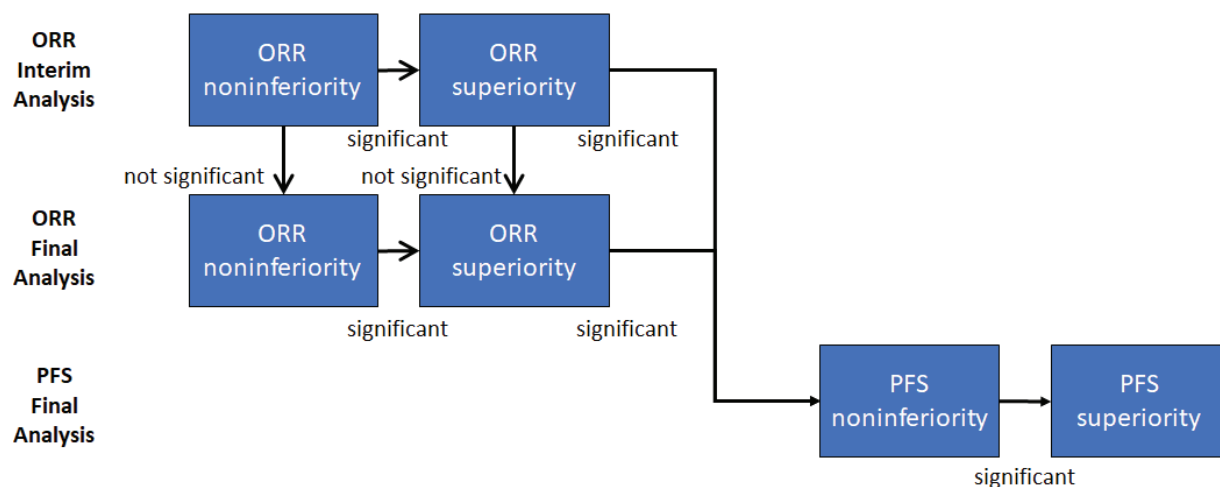 ORR
Interim
Analysis
ORR
noninferiority
ORR
superiority
significant
significant
not significant
not significant
ORR
Final
Analysis
ORR
noninferiority
ORR
superiority
significant
significant
PFS
Final
Analysis
PFS
noninferiority
PFS
superiority
significant